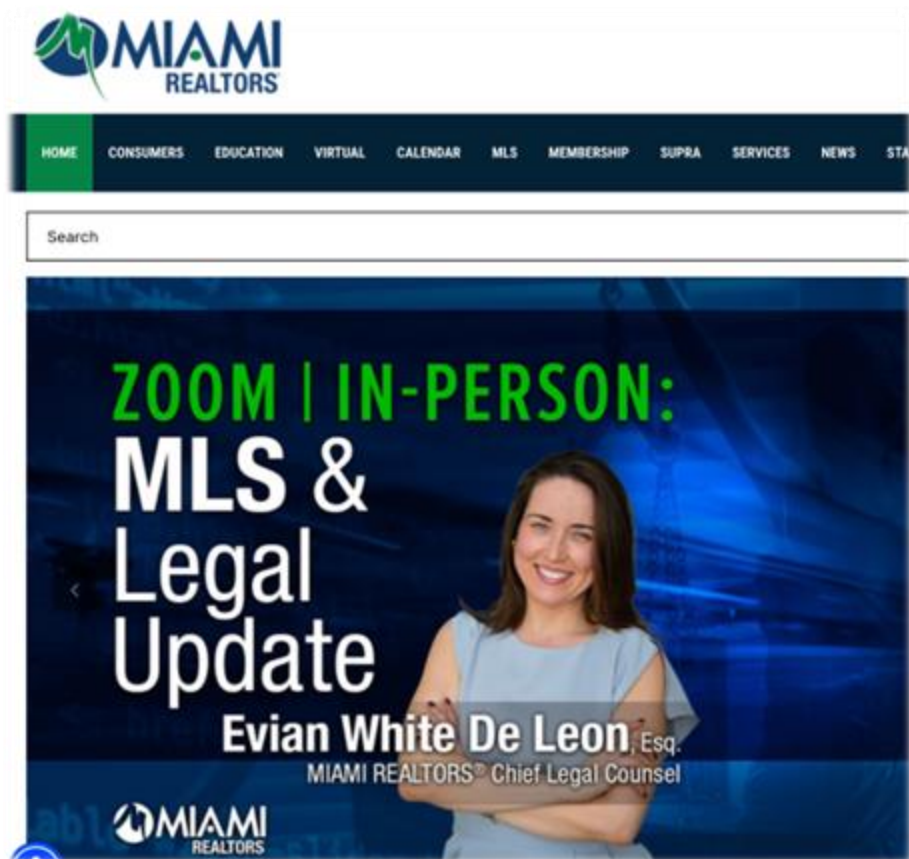 MIAMI
REALTORS
HOME CONSUMERS EDUCATION VIRTUAL CALENDAR MLS MEMBERSHIP SUPRA SERVICES NEWS STA
Search
ZOOM | IN-PERSON:
MLS &
Legal
Update
Evian White De Leon, Esq.
MIAMI REALTORS® Chief Legal Counsel
MIAMI
REALTORS